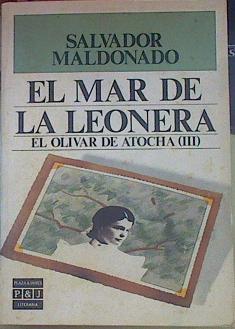 SALVADOR
MALDONADO
EL MAR DE
LA LEONERA
EL OLIVAR DE ATOCHA (III)
PLAZA & JANES
P&J
LITERARIA